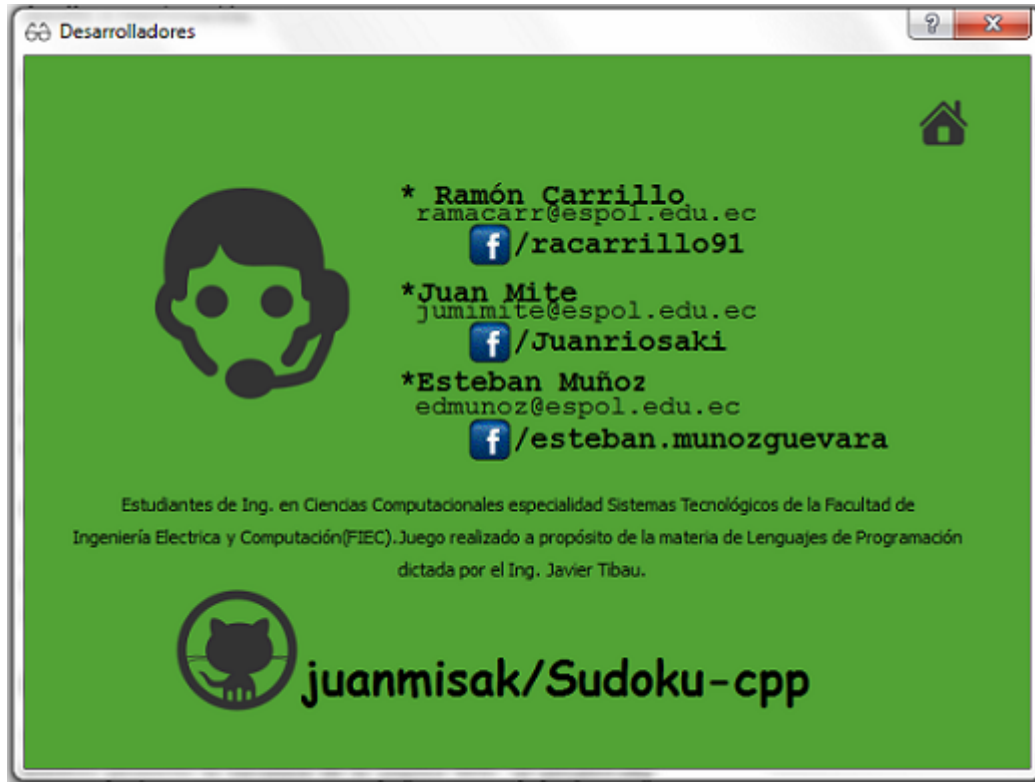 Desarrolladores
* Ramón Carrillo
ramacarr@espol.edu.ec
f/racarrillo91
*Juan Mite
jumimite@espol.edu.ec
f/Juanriosaki
*Esteban Muñoz
edmunoz@espol.edu.ec
f/esteban.munozguevara
Estudiantes de Ing. en Ciencias Computacionales especialidad Sistemas Tecnológicos de la Facultad de
Ingeniería Electrica y Computación(FIEC).Juego realizado a propósito de la materia de Lenguajes de Programación
dictada por el Ing. Javier Tibau.
juanmisak/Sudoku-cpp